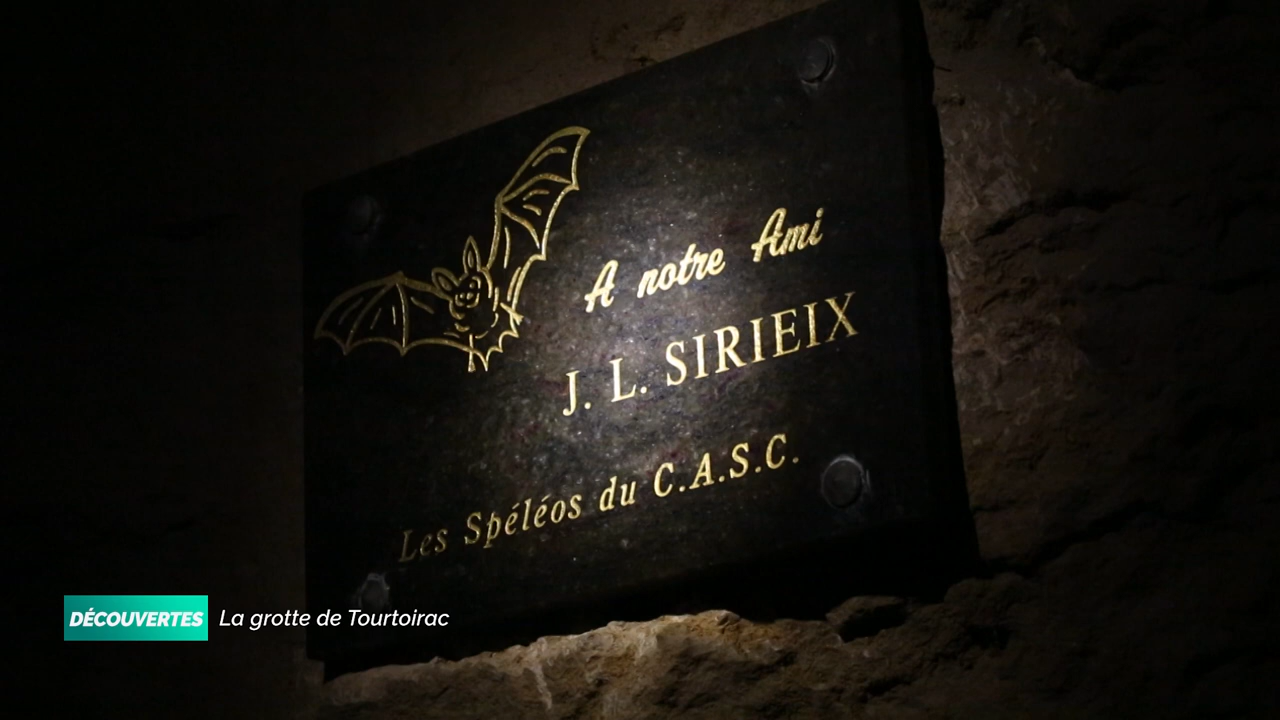 A notre Ami
J. L. SIRIEIX
Les Spéléos du C.A.S.C.
DÉCOUVERTES La grotte de Tourtoirac